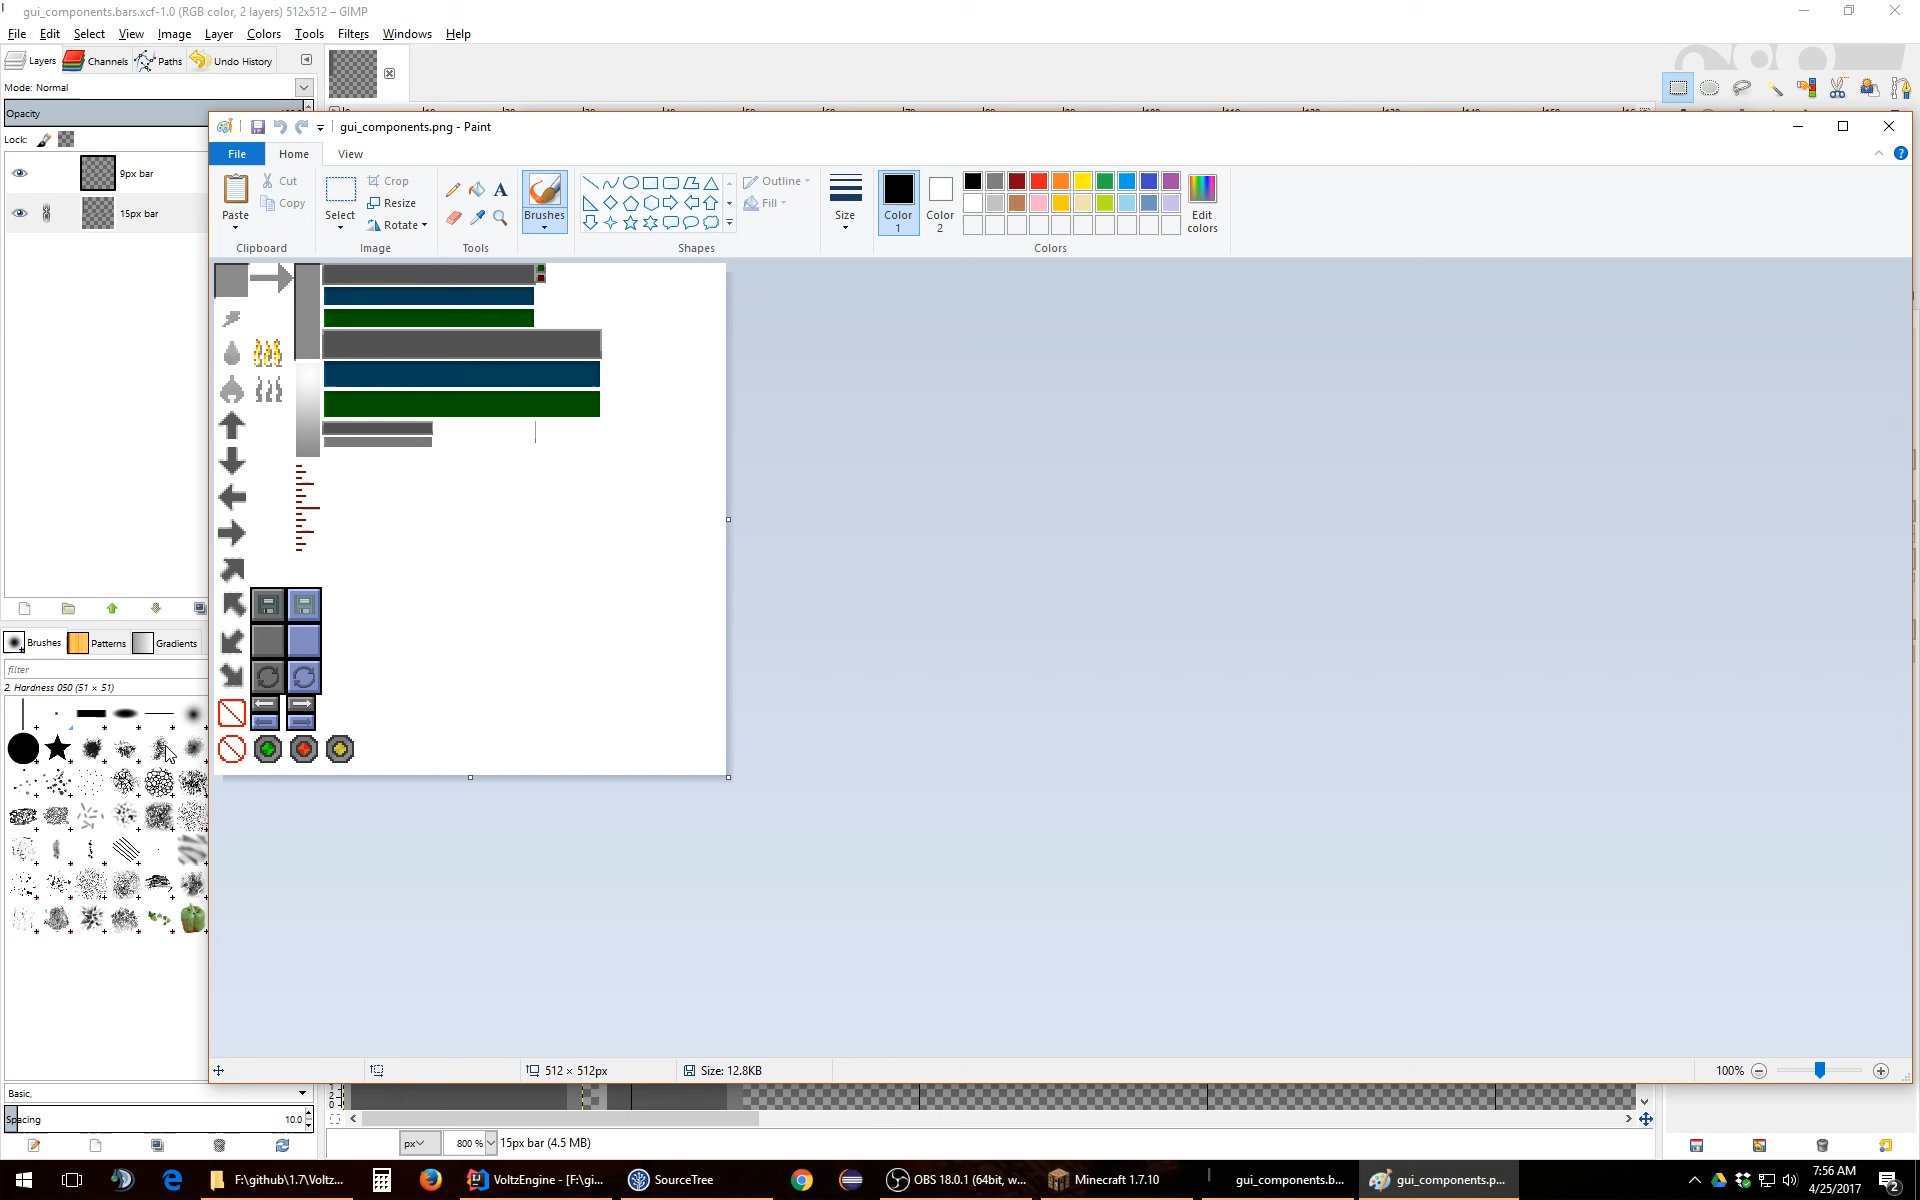 gui_components.bars.xcf-1.0 (RGB color, 2 layers) 512x512 – GIMP
File Edit Select View Image Layer Colors Tools Filters Windows Help
Layers Channels Paths Undo History
Mode: Normal
Opacity
Lock:
9px bar
15px bar
gui_components.png - Paint
File Home View
Paste
Cut
Copy
Clipboard
Select
Crop
Resize
Rotate
Image
A
Tools
Brushes
Outline
Fill
Shapes
Size
Color
1
Color
2
Edit
colors
Colors
Brushes Patterns Gradients
filter
2. Hardness 050 (51 × 51)
Basic,
Spacing 10.0
512 × 512px
Size: 12.8KB
100%
px 800 % 15px bar (4.5 MB)
F:\github\1.7\Voltz...
VoltzEngine - [F:\gi...
SourceTree
OBS 18.0.1 (64bit, w...
Minecraft 1.7.10
gui_components.b...
gui_components.p...
7:56 AM
4/25/2017
2